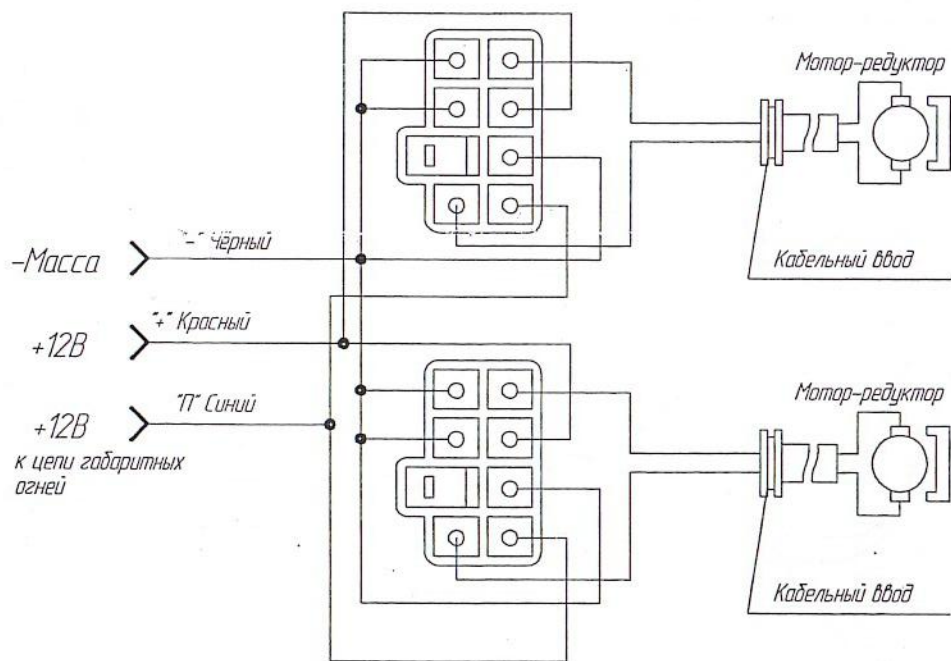 Мотор-редуктор
"-" Чёрный
-Масса
Кабельный ввод
"+" Красный
+12В
"П" Синий
+12В
к цепи габаритных
огней
Мотор-редуктор
Кабельный ввод